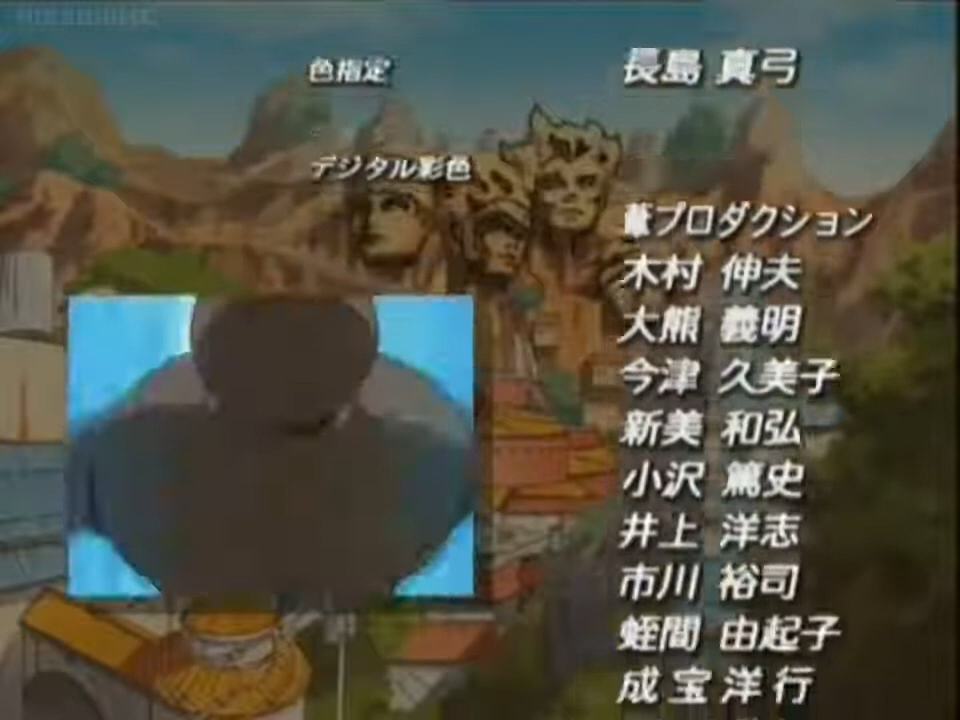 色指定
長島 真弓
デジタル彩色
葦プロダクション
木村 伸夫
大熊 義明
今津 久美子
新美 和弘
小沢 篤史
井上 洋志
市川 裕司
蛭間 由起子
成宝洋行